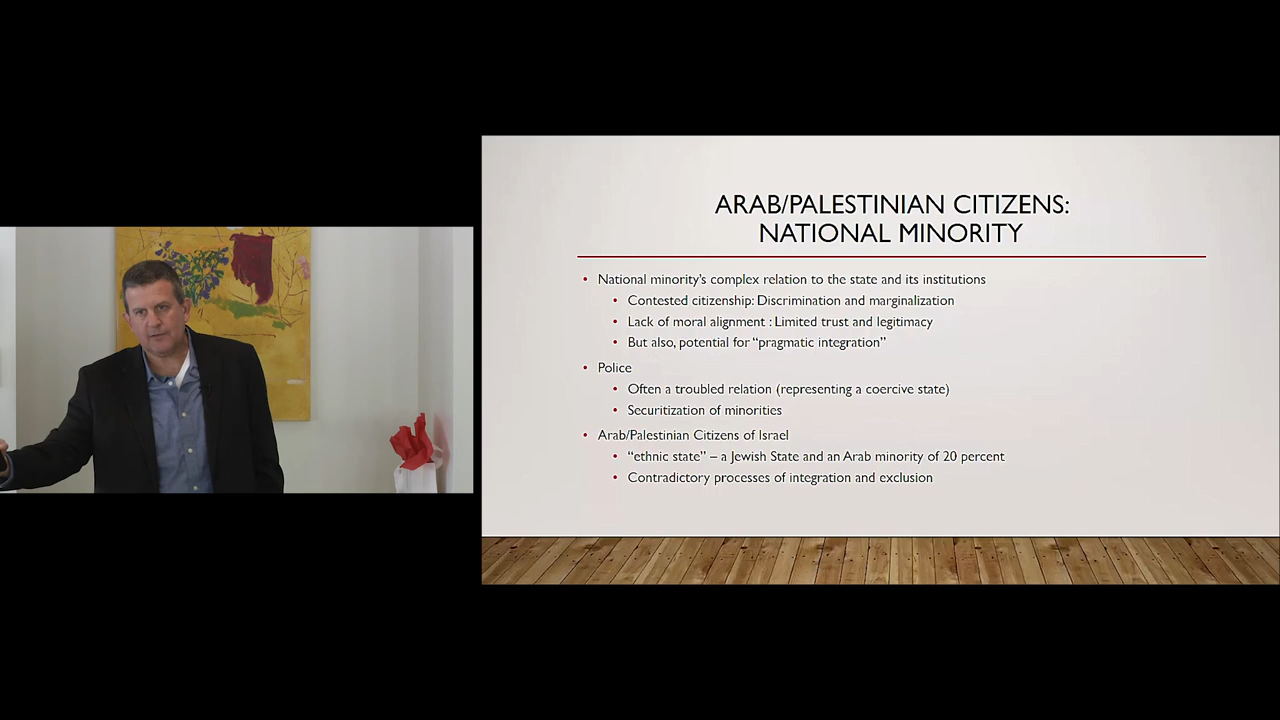 ARAB/PALESTINIAN CITIZENS:
NATIONAL MINORITY
• National minority's complex relation to the state and its institutions
• Contested citizenship: Discrimination and marginalization
• Lack of moral alignment : Limited trust and legitimacy
• But also, potential for “pragmatic integration”
• Police
• Often a troubled relation (representing a coercive state)
• Securitization of minorities
• Arab/Palestinian Citizens of Israel
• “ethnic state” – a Jewish State and an Arab minority of 20 percent
• Contradictory processes of integration and exclusion